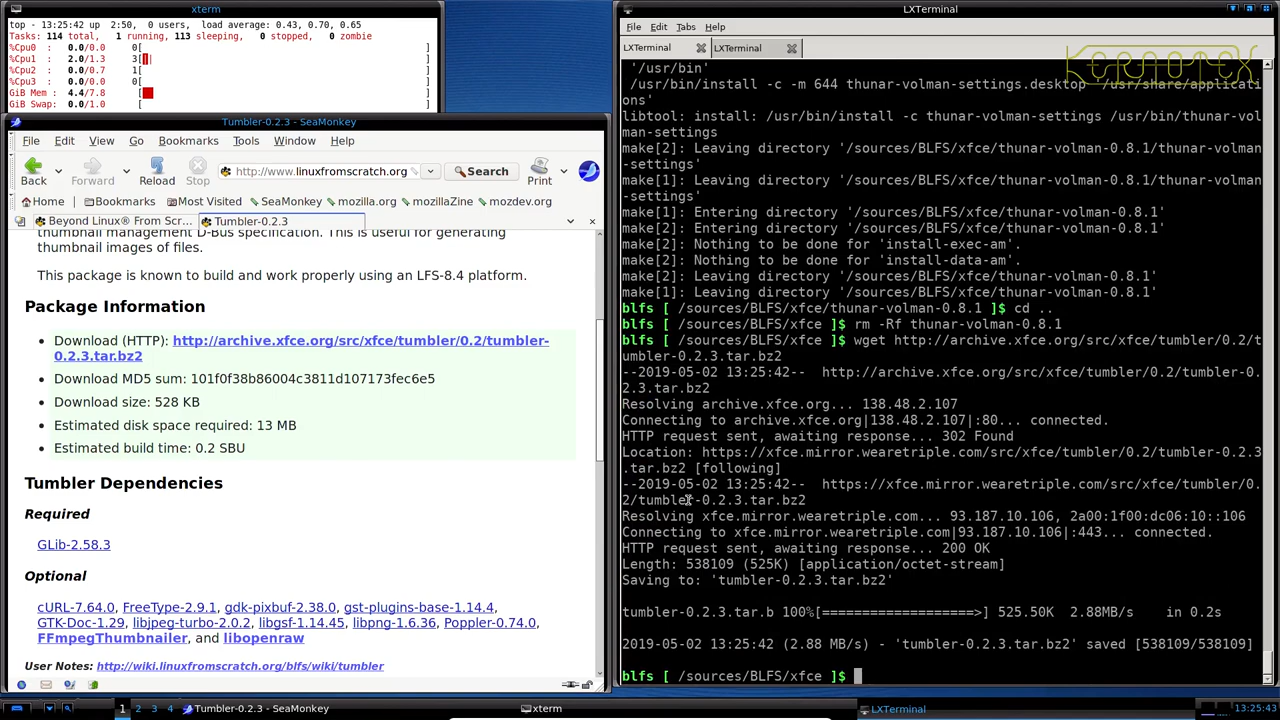 xterm
top - 13:25:42 up  2:50,  0 users,  load average: 0.43, 0.70, 0.65
Tasks: 114 total,   1 running, 113 sleeping,   0 stopped,   0 zombie
%Cpu0  :   0.0/0.0     0[                                                  ]
%Cpu1  :   2.0/1.3     3[||                                                ]
%Cpu2  :   0.0/0.7     1[                                                  ]
%Cpu3  :   0.0/0.0     0[                                                  ]
GiB Mem :  4.4/7.8      [                                                  ]
GiB Swap:  0.0/0.0      [                                                  ]
Tumbler-0.2.3 - SeaMonkey
File Edit View Go Bookmarks Tools Window Help
Back Forward Reload Stop http://www.linuxfromscratch.org Search Print
Home Bookmarks Most Visited SeaMonkey mozilla.org mozillaZine mozdev.org
Beyond Linux® From Scr... Tumbler-0.2.3
thumbnail management D-Bus specification. This is useful for generating
thumbnail images of files.
This package is known to build and work properly using an LFS-8.4 platform.
Package Information
Download (HTTP): http://archive.xfce.org/src/xfce/tumbler/0.2/tumbler-
0.2.3.tar.bz2
Download MD5 sum: 101f0f38b86004c3811d107173fec6e5
Download size: 528 KB
Estimated disk space required: 13 MB
Estimated build time: 0.2 SBU
Tumbler Dependencies
Required
GLib-2.58.3
Optional
cURL-7.64.0, FreeType-2.9.1, gdk-pixbuf-2.38.0, gst-plugins-base-1.14.4,
GTK-Doc-1.29, libjpeg-turbo-2.0.2, libgsf-1.14.45, libpng-1.6.36, Poppler-0.74.0,
FFmpegThumbnailer, and libopenraw
User Notes: http://wiki.linuxfromscratch.org/blfs/wiki/tumbler
LXTerminal
File Edit Tabs Help
LXTerminal LXTerminal
KERNOTEX
'/usr/bin'
/usr/bin/install -c -m 644 thunar-volman-settings.desktop '/usr/share/applicati
ons'
libtool: install: /usr/bin/install -c thunar-volman-settings /usr/bin/thunar-vol
man-settings
make[2]: Leaving directory '/sources/BLFS/xfce/thunar-volman-0.8.1/thunar-volman
-settings'
make[1]: Leaving directory '/sources/BLFS/xfce/thunar-volman-0.8.1/thunar-volman
-settings'
make[1]: Entering directory '/sources/BLFS/xfce/thunar-volman-0.8.1'
make[2]: Entering directory '/sources/BLFS/xfce/thunar-volman-0.8.1'
make[2]: Nothing to be done for 'install-exec-am'.
make[2]: Nothing to be done for 'install-data-am'.
make[2]: Leaving directory '/sources/BLFS/xfce/thunar-volman-0.8.1'
make[1]: Leaving directory '/sources/BLFS/xfce/thunar-volman-0.8.1'
blfs [ /sources/BLFS/xfce/thunar-volman-0.8.1 ]$ cd ..
blfs [ /sources/BLFS/xfce ]$ rm -Rf thunar-volman-0.8.1
blfs [ /sources/BLFS/xfce ]$ wget http://archive.xfce.org/src/xfce/tumbler/0.2/t
umbler-0.2.3.tar.bz2
--2019-05-02 13:25:42--  http://archive.xfce.org/src/xfce/tumbler/0.2/tumbler-0.
2.3.tar.bz2
Resolving archive.xfce.org... 138.48.2.107
Connecting to archive.xfce.org|138.48.2.107|:80... connected.
HTTP request sent, awaiting response... 302 Found
Location: https://xfce.mirror.wearetriple.com/src/xfce/tumbler/0.2/tumbler-0.2.3
.tar.bz2 [following]
--2019-05-02 13:25:42--  https://xfce.mirror.wearetriple.com/src/xfce/tumbler/0.
2/tumbler-0.2.3.tar.bz2
Resolving xfce.mirror.wearetriple.com... 93.187.10.106, 2a00:1f00:dc06:10::106
Connecting to xfce.mirror.wearetriple.com|93.187.10.106|:443... connected.
HTTP request sent, awaiting response... 200 OK
Length: 538109 (525K) [application/octet-stream]
Saving to: 'tumbler-0.2.3.tar.bz2'
tumbler-0.2.3.tar.b 100%[===================>] 525.50K  2.88MB/s    in 0.2s
2019-05-02 13:25:42 (2.88 MB/s) - 'tumbler-0.2.3.tar.bz2' saved [538109/538109]
blfs [ /sources/BLFS/xfce ]$
1 2 3 4 Tumbler-0.2.3 - SeaMonkey xterm LXTerminal 13:25:43